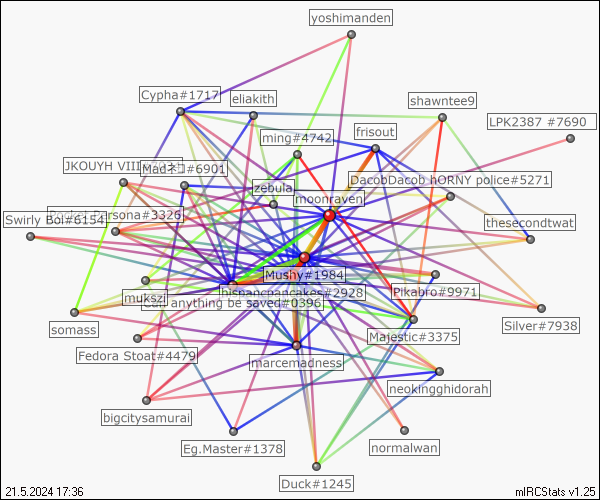 yoshimanden
Cypha#1717
eliakith
shawntee9
LPK2387 #7690
ming#4742
frisout
JKOUYH VIII
Mad
#6901
DacobDacob hORNY police#5271
zebula
moonraven
Swirly Boi#6154
ersona#3326
thesecondtwat
Mushy#1984
mukszi
hispanicpancakes#2928
Pikabro#9971
anything be saved#0396
somass
Majestic#3375
Silver#7938
Fedora Stoat#4479
marcemadness
neokingghidorah
bigcitysamurai
Eg.Master#1378
normalwan
Duck#1245
21.5.2024 17:36
mIRCStats v1.25